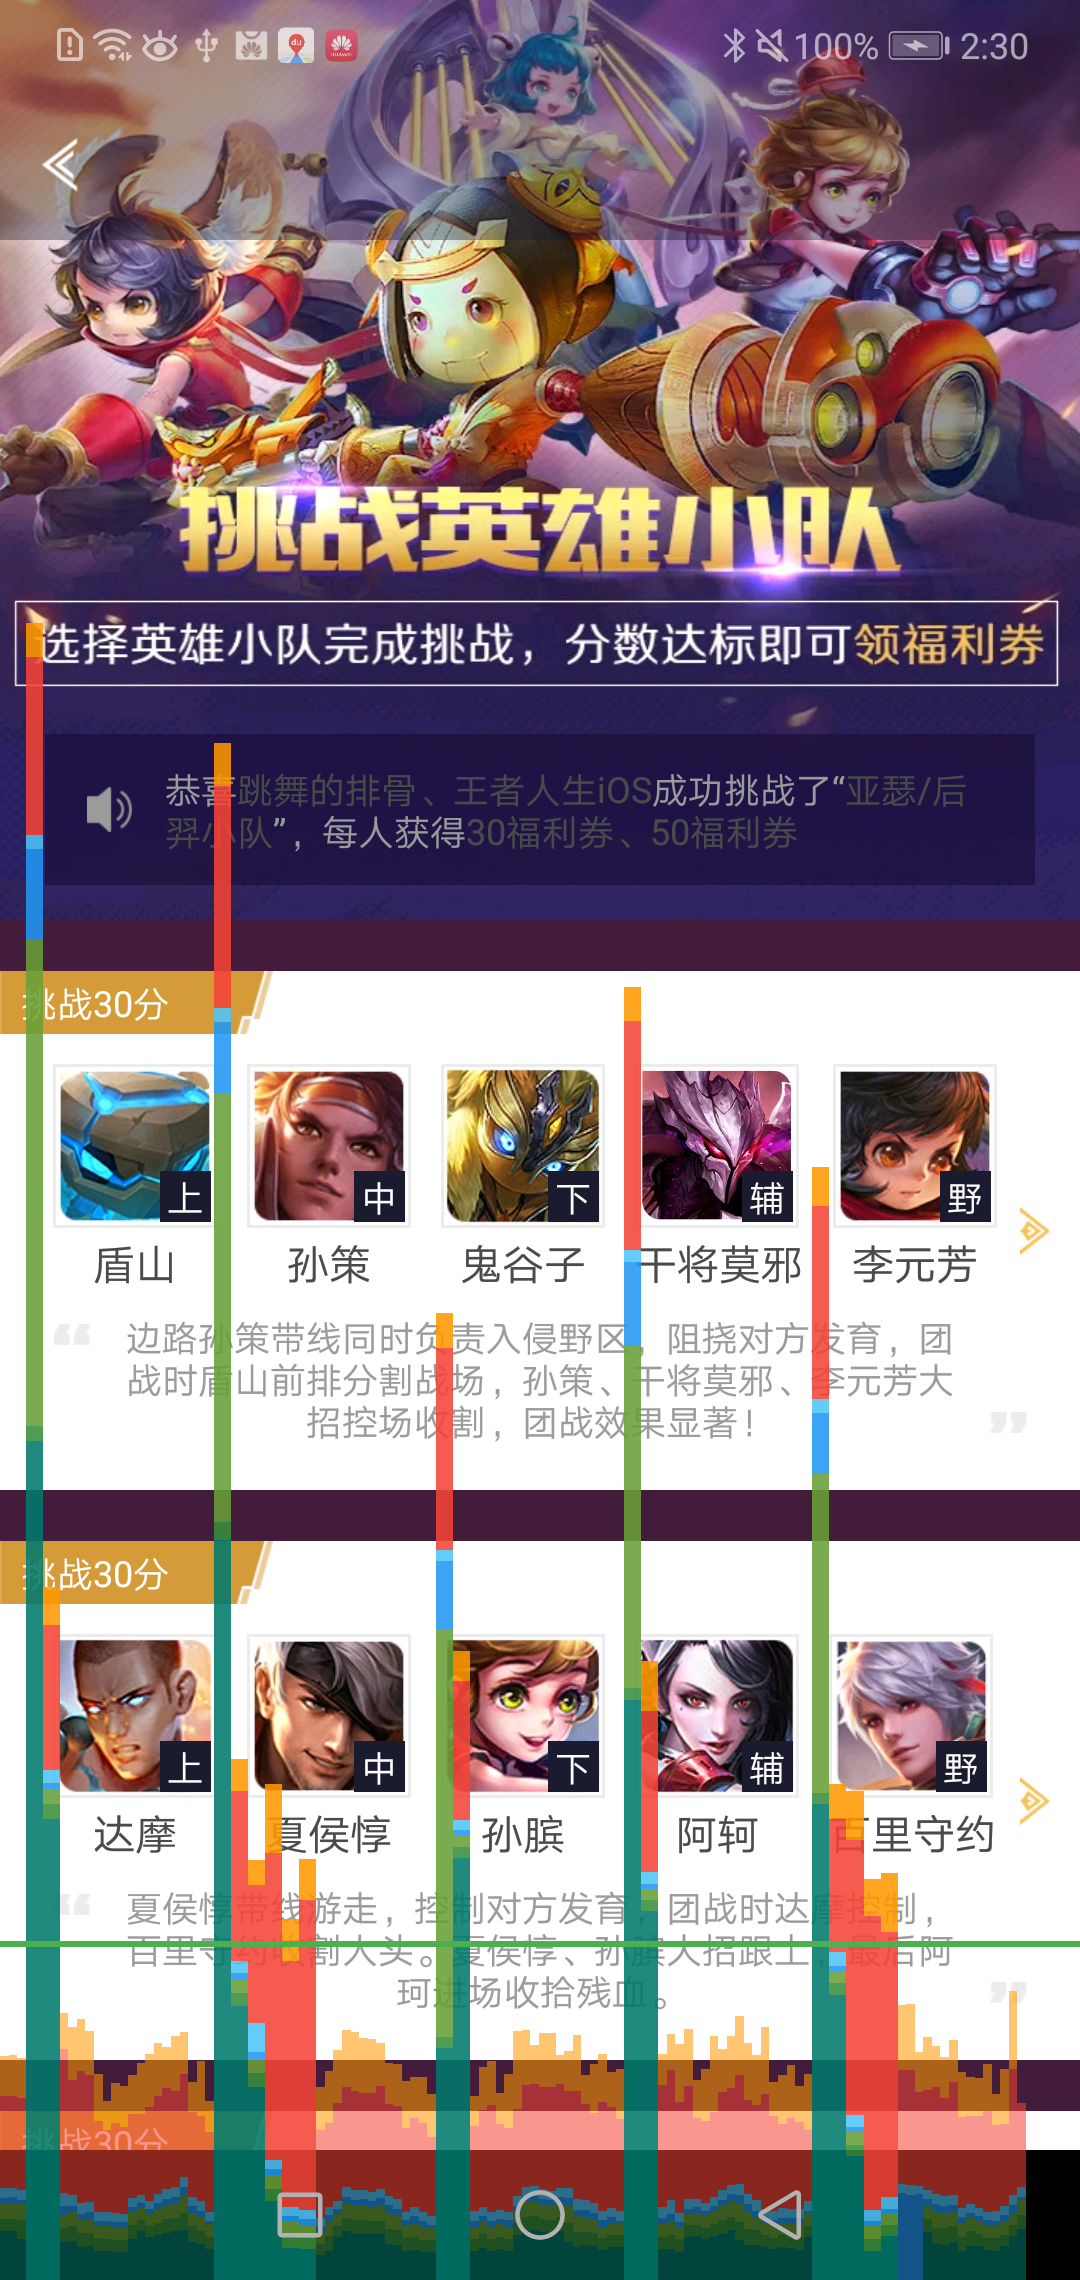 100% 2:30
挑战英雄小队
选择英雄小队完成挑战，分数达标即可领福利券
恭喜跳舞的排骨、王者人生iOS成功挑战了“亚瑟/后
羿小队”，每人获得30福利券、50福利券
挑战30分
上 中 下 辅 野
盾山 孙策 鬼谷子 干将莫邪 李元芳
边路孙策带线同时负责入侵野区，阻挠对方发育，团
战时盾山前排分割战场，孙策、干将莫邪、李元芳大
招控场收割，团战效果显著！
挑战30分
上 中 下 辅 野
达摩 夏侯惇 孙膑 阿轲 百里守约
夏侯惇带线游走，控制对方发育，团战时达摩控制，
百里守约收割人头。夏侯惇、孙膑大招跟上，最后阿
珂进场收拾残血。
挑战30分